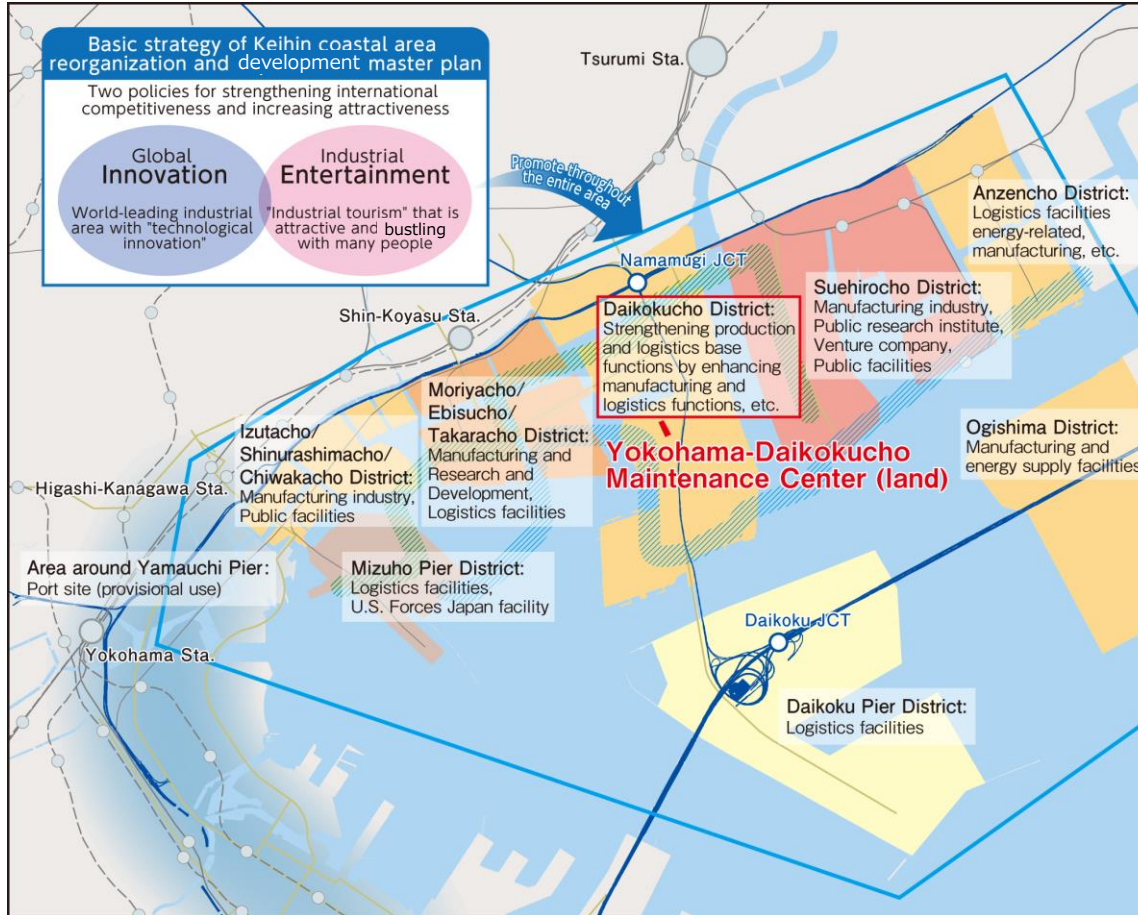 Basic strategy of Keihin coastal area
reorganization and development master plan
Two policies for strengthening international
competitiveness and increasing attractiveness
Global
Innovation
World-leading industrial
area with "technological
innovation"
Industrial
Entertainment
"Industrial tourism" that is
attractive and bustling
with many people
Promote throughout
the entire area
Tsurumi Sta.
Anzencho District:
Logistics facilities
energy-related,
manufacturing, etc.
Namamugi JCT
Shin-Koyasu Sta.
Daikokucho District:
Strengthening production
and logistics base
functions by enhancing
manufacturing and
logistics functions, etc.
Suehirocho District:
Manufacturing industry,
Public research institute,
Venture company,
Public facilities
Moriyacho/
Ebisucho/
Takaracho District:
Manufacturing and
Research and
Development,
Logistics facilities
Izutacho/
Shinurashimacho/
Chiwakacho District:
Manufacturing industry,
Public facilities
Yokohama-Daikokucho
Maintenance Center (land)
Ogishima District:
Manufacturing and
energy supply facilities
Higashi-Kanagawa Sta.
Area around Yamauchi Pier:
Port site (provisional use)
Mizuho Pier District:
Logistics facilities,
U.S. Forces Japan facility
Yokohama Sta.
Daikoku JCT
Daikoku Pier District:
Logistics facilities